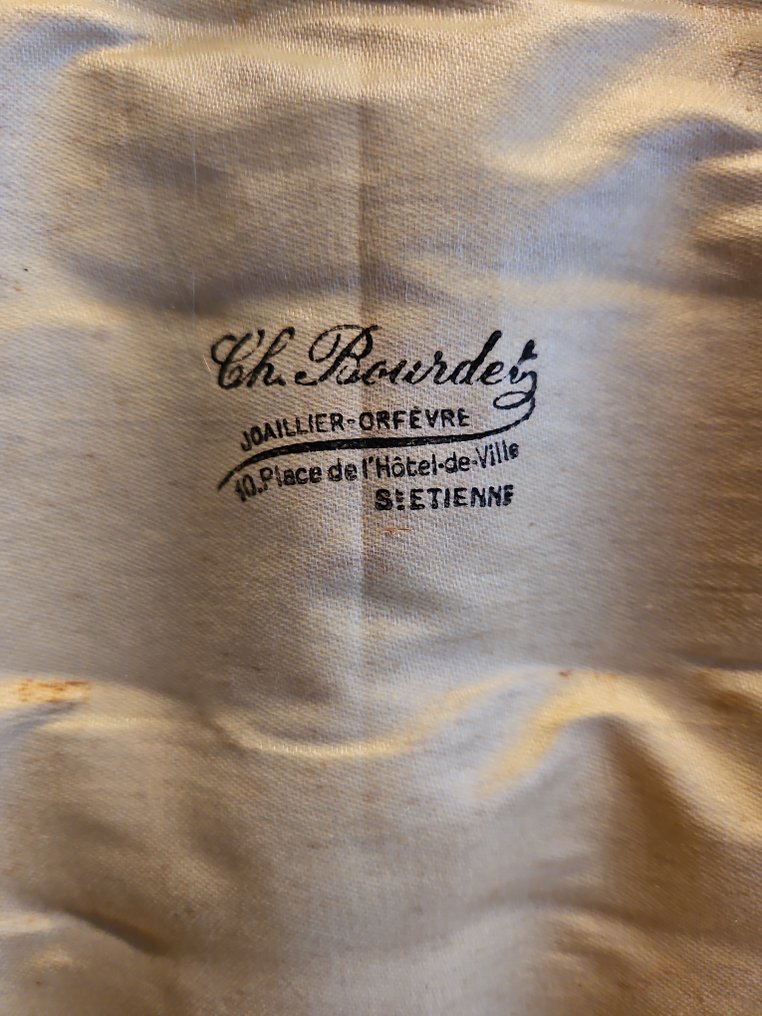 Ch. Bourdet
JOAILLIER-ORFÈVRE
10.Place de l'Hôtel-de-Ville
St ETIENNE